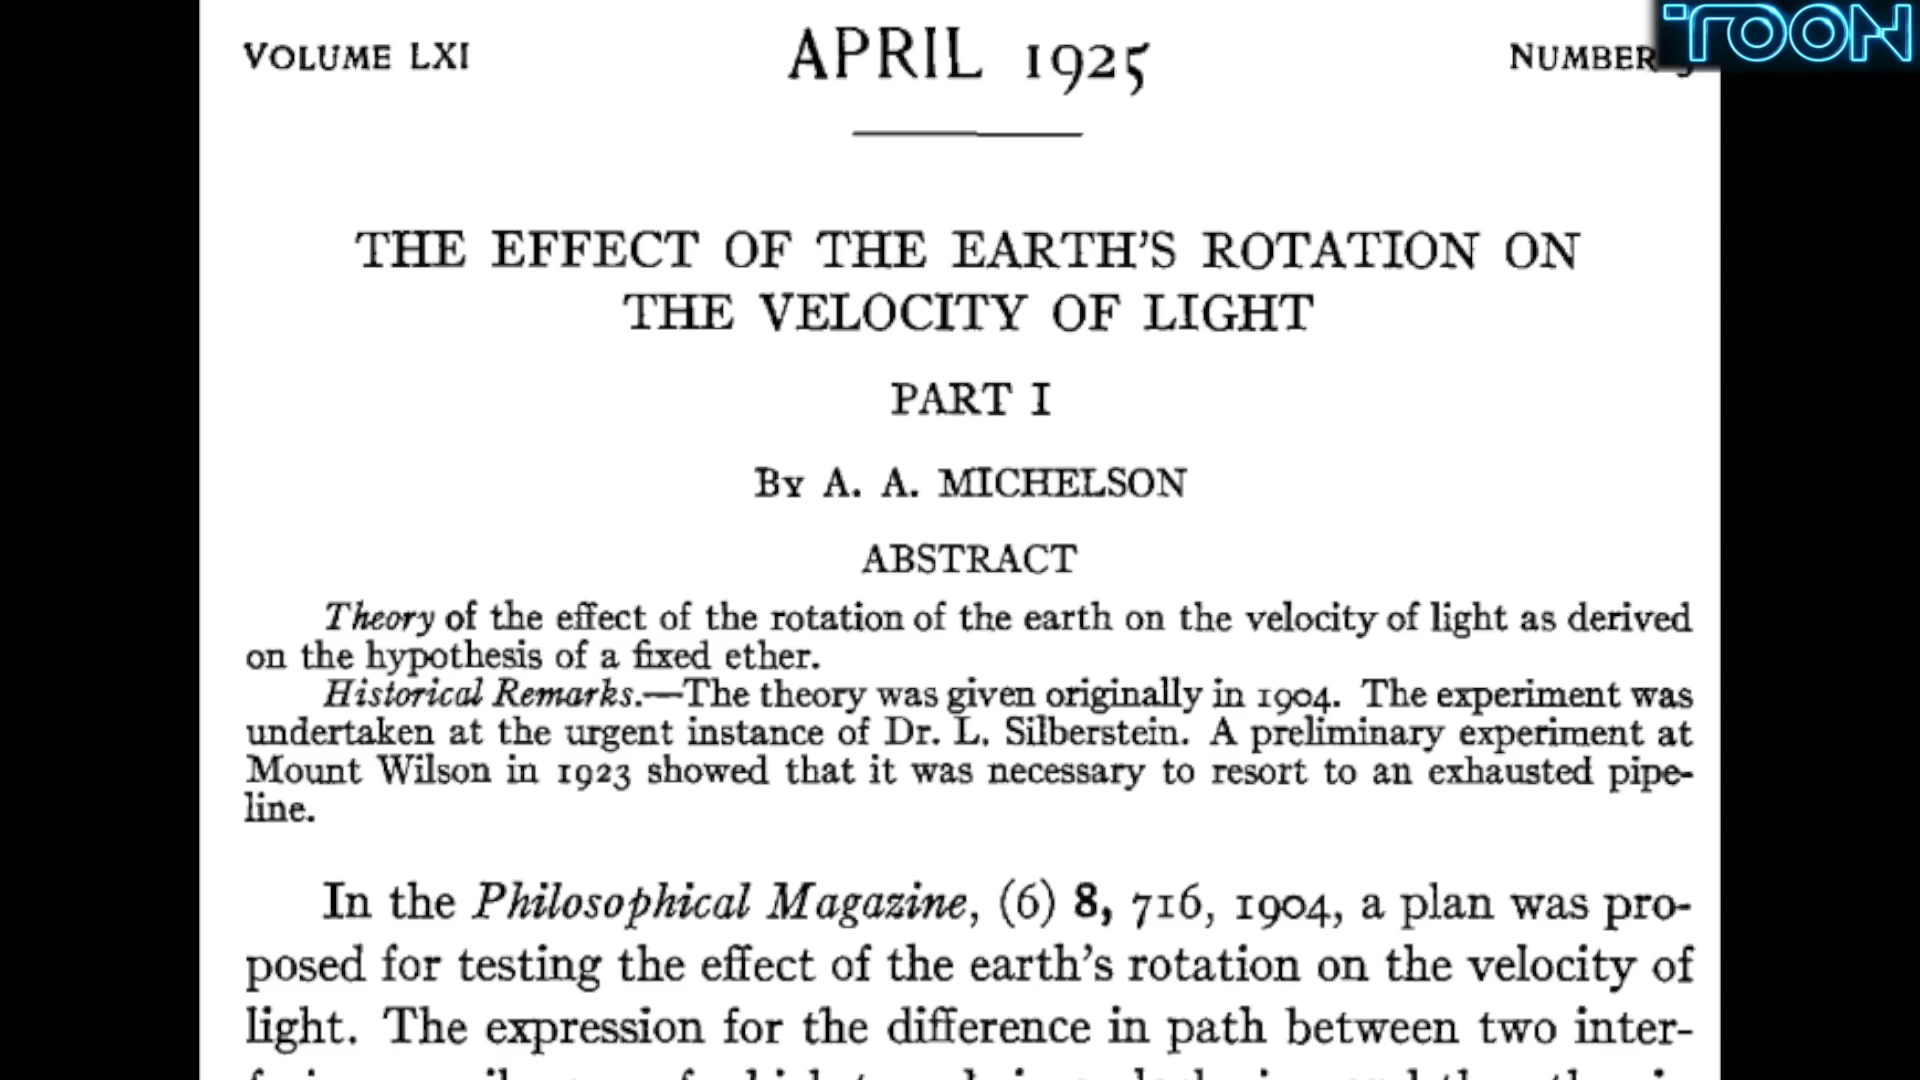 VOLUME LXI
APRIL 1925
NUMBER
TOON
THE EFFECT OF THE EARTH'S ROTATION ON
THE VELOCITY OF LIGHT
PART I
By A. A. MICHELSON
ABSTRACT
Theory of the effect of the rotation of the earth on the velocity of light as derived
on the hypothesis of a fixed ether.
Historical Remarks.—The theory was given originally in 1904. The experiment was
undertaken at the urgent instance of Dr. L. Silberstein. A preliminary experiment at
Mount Wilson in 1923 showed that it was necessary to resort to an exhausted pipe-
line.
In the Philosophical Magazine, (6) 8, 716, 1904, a plan was pro-
posed for testing the effect of the earth's rotation on the velocity of
light. The expression for the difference in path between two inter-